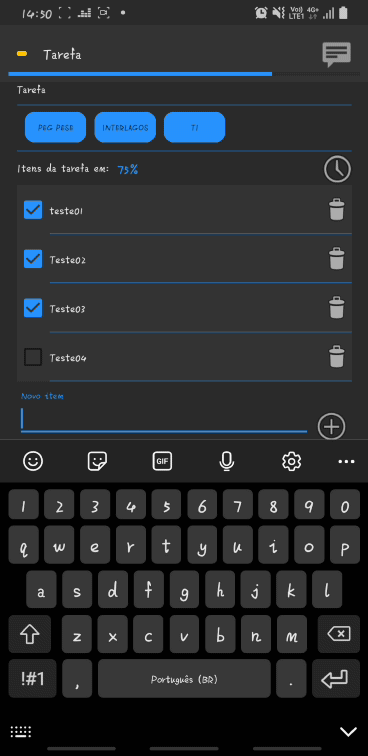 14:50
Vo))
LTE1
4G+
Tarefa
Tarefa
PEG PESE INTERLAGOS TI
Itens da tarefa em: 75%
teste01
Teste02
Teste03
Teste04
Novo item
GIF
1 2 3 4 5 6 7 8 9 0
q w e r t y u i o p
a s d f g h j k l
z x c v b n m
!#1 , Português (BR) .